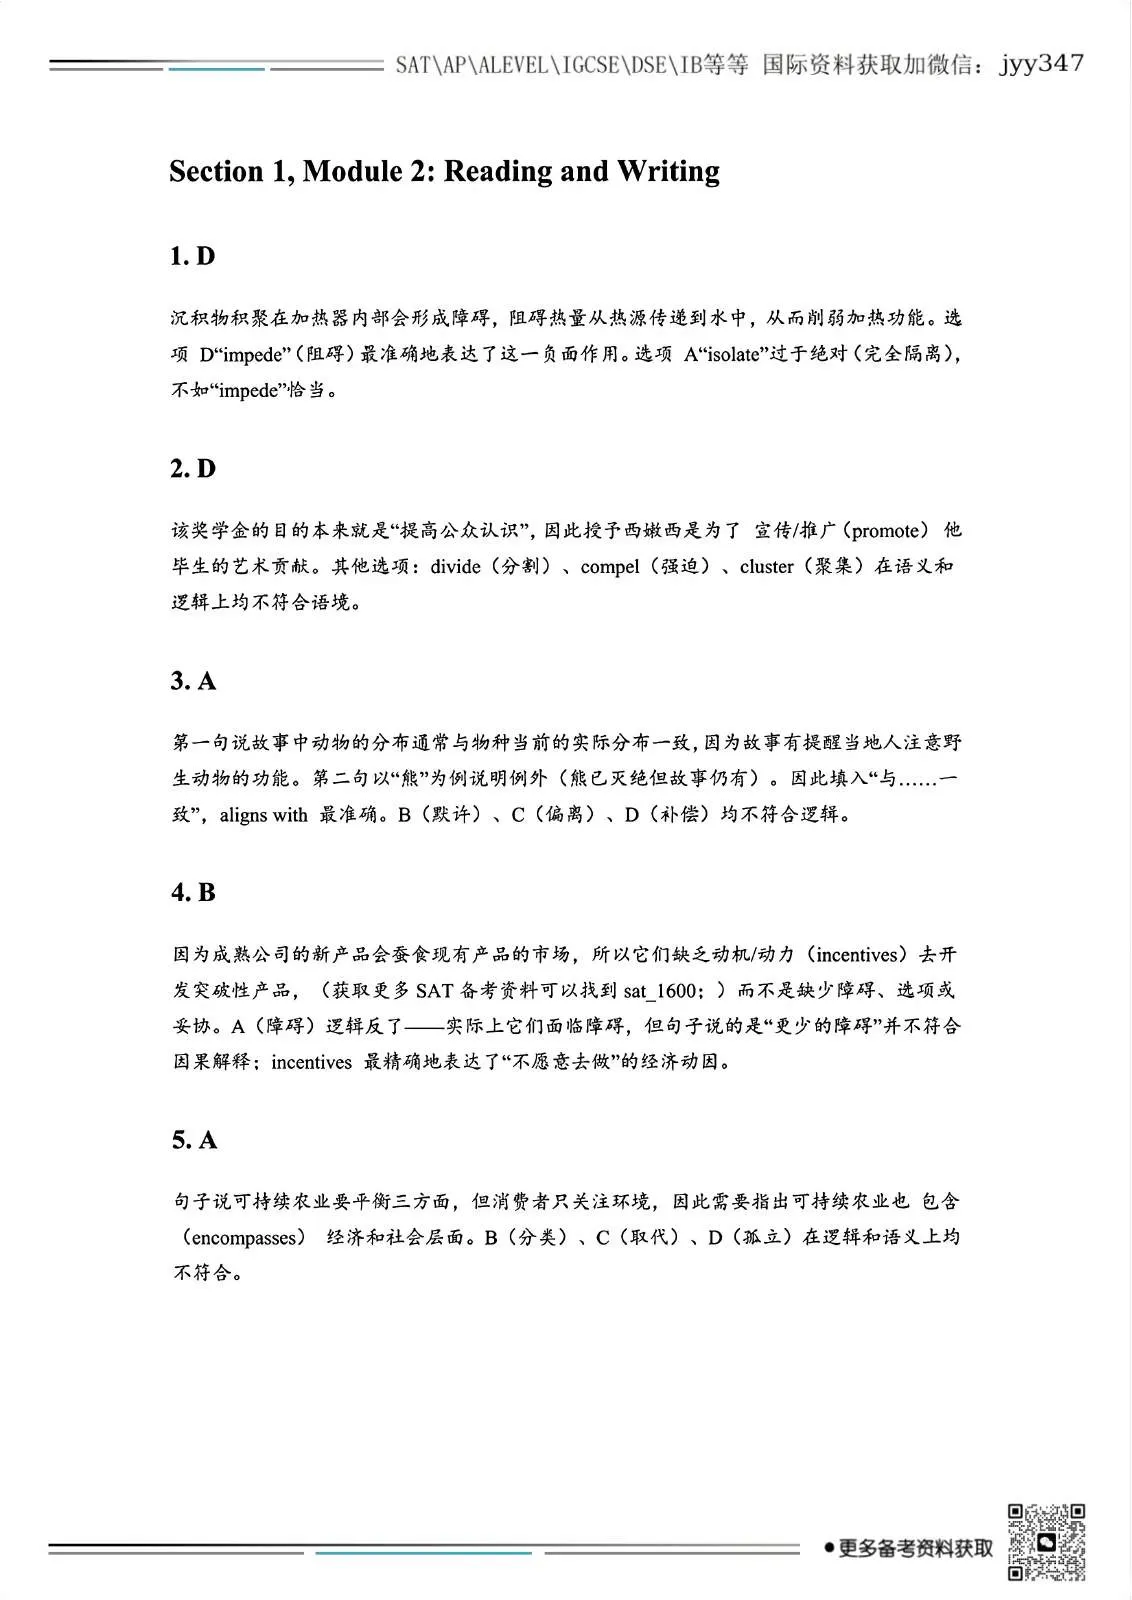 SAT\AP\ALEVEL\IGCSE\DSE\IB等等 国际资料获取加微信: jyy347
Section 1, Module 2: Reading and Writing
1. D
沉积物积聚在加热器内部会形成障碍，阻碍热量从热源传递到水中，从而削弱加热功能。选
项 D“impede”（阻碍）最准确地表达了这一负面作用。选项 A“isolate”过于绝对（完全隔离），
不如“impede”恰当。
2. D
该奖学金的目的本来就是“提高公众认识”，因此授予西嫩西是为了 宣传/推广（promote） 他
毕生的艺术贡献。其他选项：divide（分割）、compel（强迫）、cluster（聚集）在语义和
逻辑上均不符合语境。
3. A
第一句说故事中动物的分布通常与物种当前的实际分布一致，因为故事有提醒当地人注意野
生动物的功能。第二句以“熊”为例说明例外（熊已灭绝但故事仍有）。因此填入“与……一
致”，aligns with 最准确。B（默许）、C（偏离）、D（补偿）均不符合逻辑。
4. B
因为成熟公司的新产品会蚕食现有产品的市场，所以它们缺乏动机/动力（incentives）去开
发突破性产品，（获取更多 SAT 备考资料可以找到 sat_1600；）而不是缺少障碍、选项或
妥协。A（障碍）逻辑反了——实际上它们面临障碍，但句子说的是“更少的障碍”并不符合
因果解释；incentives 最精确地表达了“不愿意去做”的经济动因。
5. A
句子说可持续农业要平衡三方面，但消费者只关注环境，因此需要指出可持续农业也 包含
（encompasses） 经济和社会层面。B（分类）、C（取代）、D（孤立）在逻辑和语义上均
不符合。
●更多备考资料获取